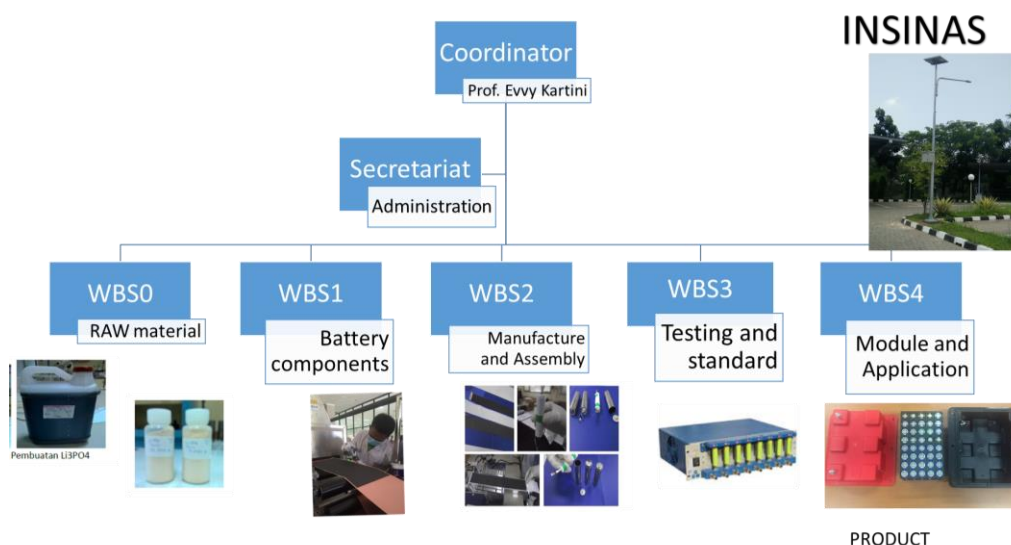 INSINAS
Coordinator
Prof. Evvy Kartini
Secretariat
Administration
WBS0
RAW material
WBS1
Battery
components
WBS2
Manufacture
and Assembly
WBS3
Testing and
standard
WBS4
Module and
Application
Pembuatan Li3PO4
PRODUCT